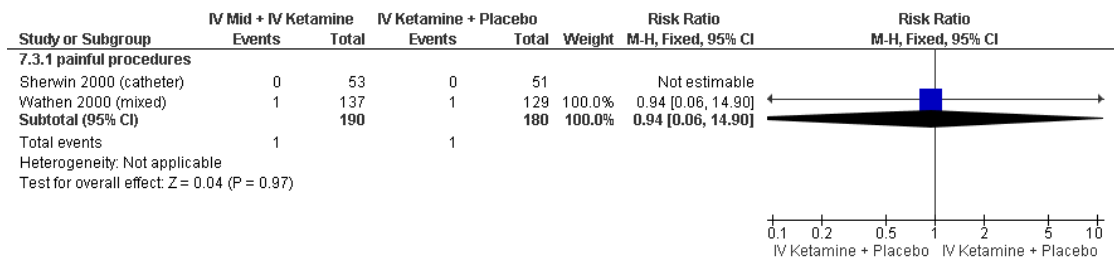 IV Mid + IV Ketamine IV Ketamine + Placebo Risk Ratio Risk Ratio
Study or Subgroup Events Total Events Total Weight M-H, Fixed, 95% CI M-H, Fixed, 95% CI
7.3.1 painful procedures
Sherwin 2000 (catheter) 0 53 0 51 Not estimable
Wathen 2000 (mixed) 1 137 1 129 100.0% 0.94 [0.06, 14.90]
Subtotal (95% CI) 190 180 100.0% 0.94 [0.06, 14.90]
Total events 1 1
Heterogeneity: Not applicable
Test for overall effect: Z = 0.04 (P = 0.97)
0.1 0.2 0.5 1 2 5 10
IV Ketamine + Placebo IV Ketamine + Placebo